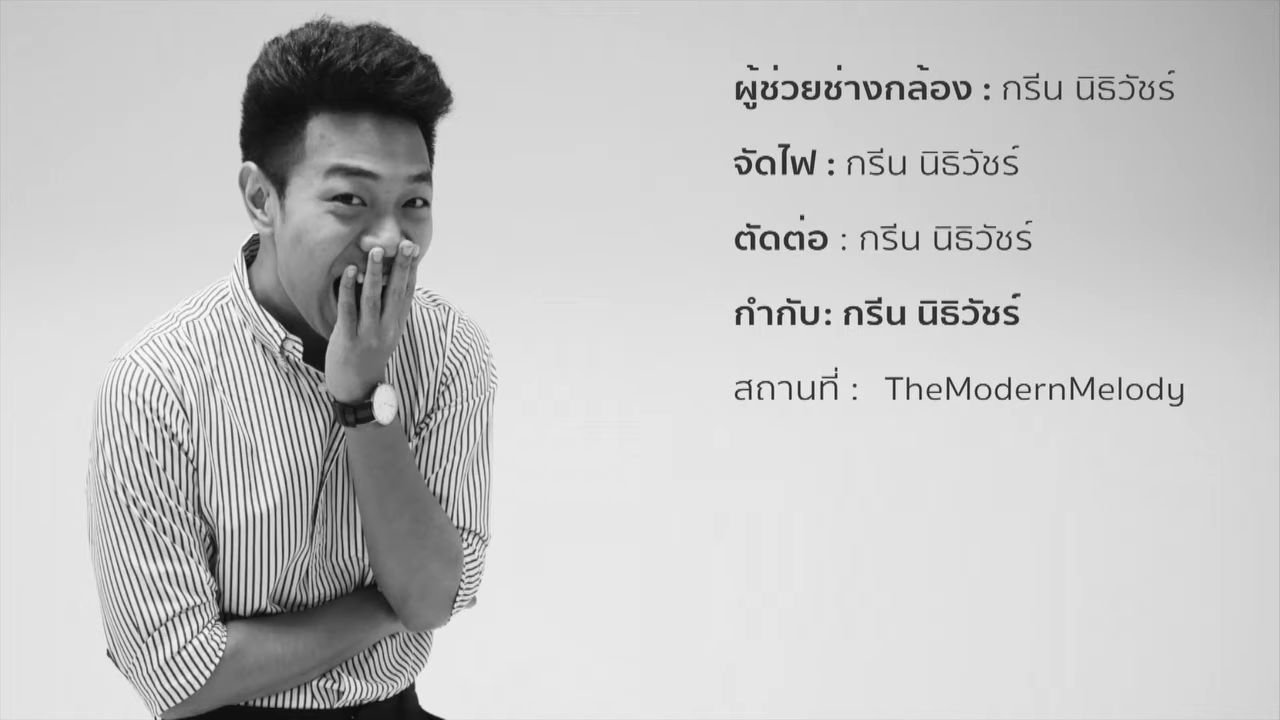 ผู้ช่วยช่างกล้อง : กรีน นิธิวัชร์
จัดไฟ : กรีน นิธิวัชร์
ตัดต่อ : กรีน นิธิวัชร์
กำกับ: กรีน นิธิวัชร์
สถานที่ : TheModernMelody